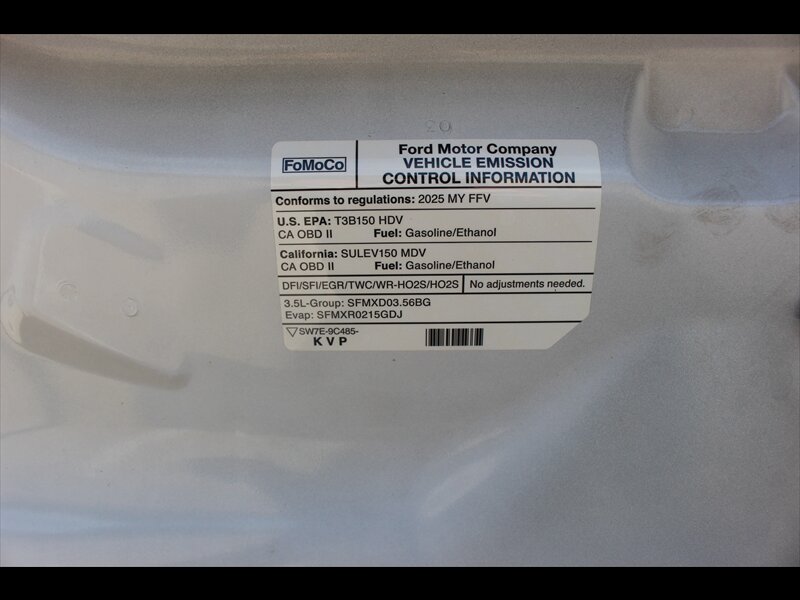 FoMoCo
Ford Motor Company
VEHICLE EMISSION
CONTROL INFORMATION
Conforms to regulations: 2025 MY FFV
U.S. EPA: T3B150 HDV
CA OBD II Fuel: Gasoline/Ethanol
California: SULEV150 MDV
CA OBD II Fuel: Gasoline/Ethanol
DFI/SFI/EGR/TWC/WR-HO2S/HO2S No adjustments needed.
3.5L-Group: SFMXD03.56BG
Evap: SFMXR0215GDJ
SW7E-9C485-
K V P